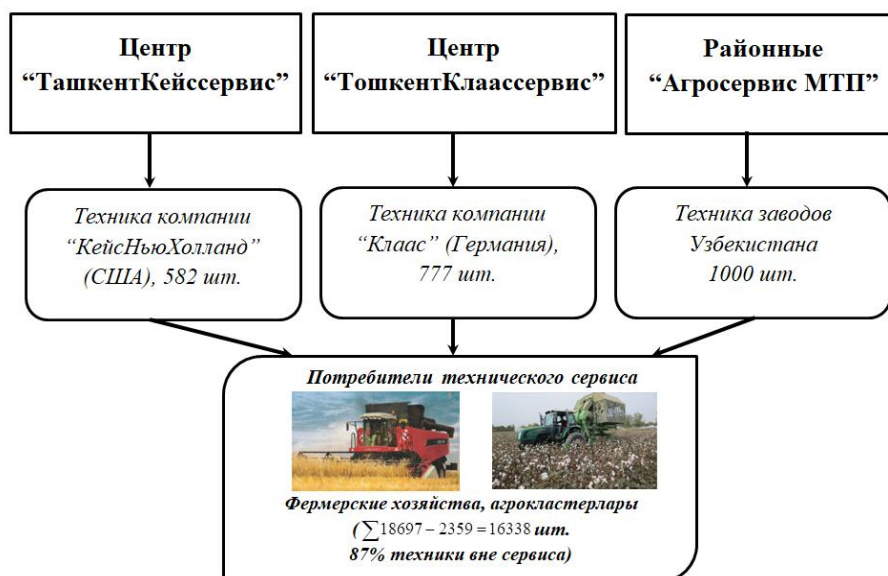 Центр
“ТашкентКейссервис”
Центр
“ТошкентКлаассервис”
Районные
“Агросервис МТП”
Техника компании
“КейсНьюХолланд”
(США), 582 шт.
Техника компании
“Клаас” (Германия),
777 шт.
Техника заводов
Узбекистана
1000 шт.
Потребители технического сервиса
Фермерские хозяйства, агрокластерлары
(∑18697 − 2359 = 16338 шт.
87% техники вне сервиса)